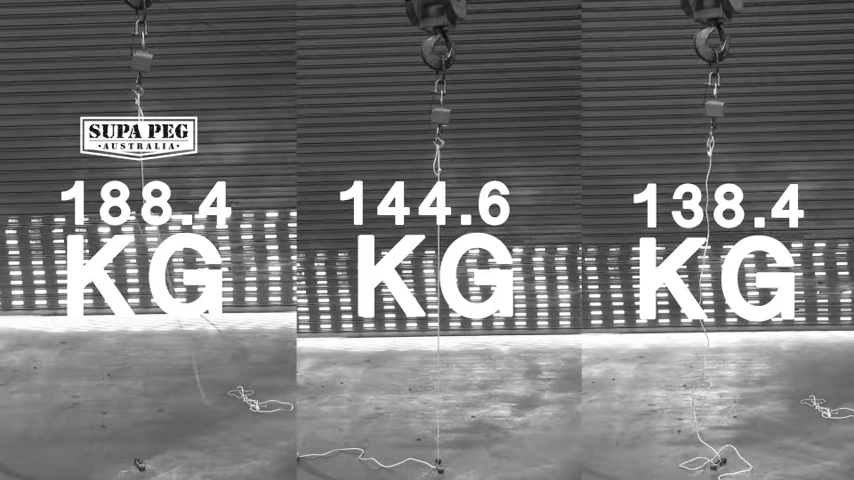 SUPA PEG
•AUSTRALIA•
188.4
KG
144.6
KG
138.4
KG